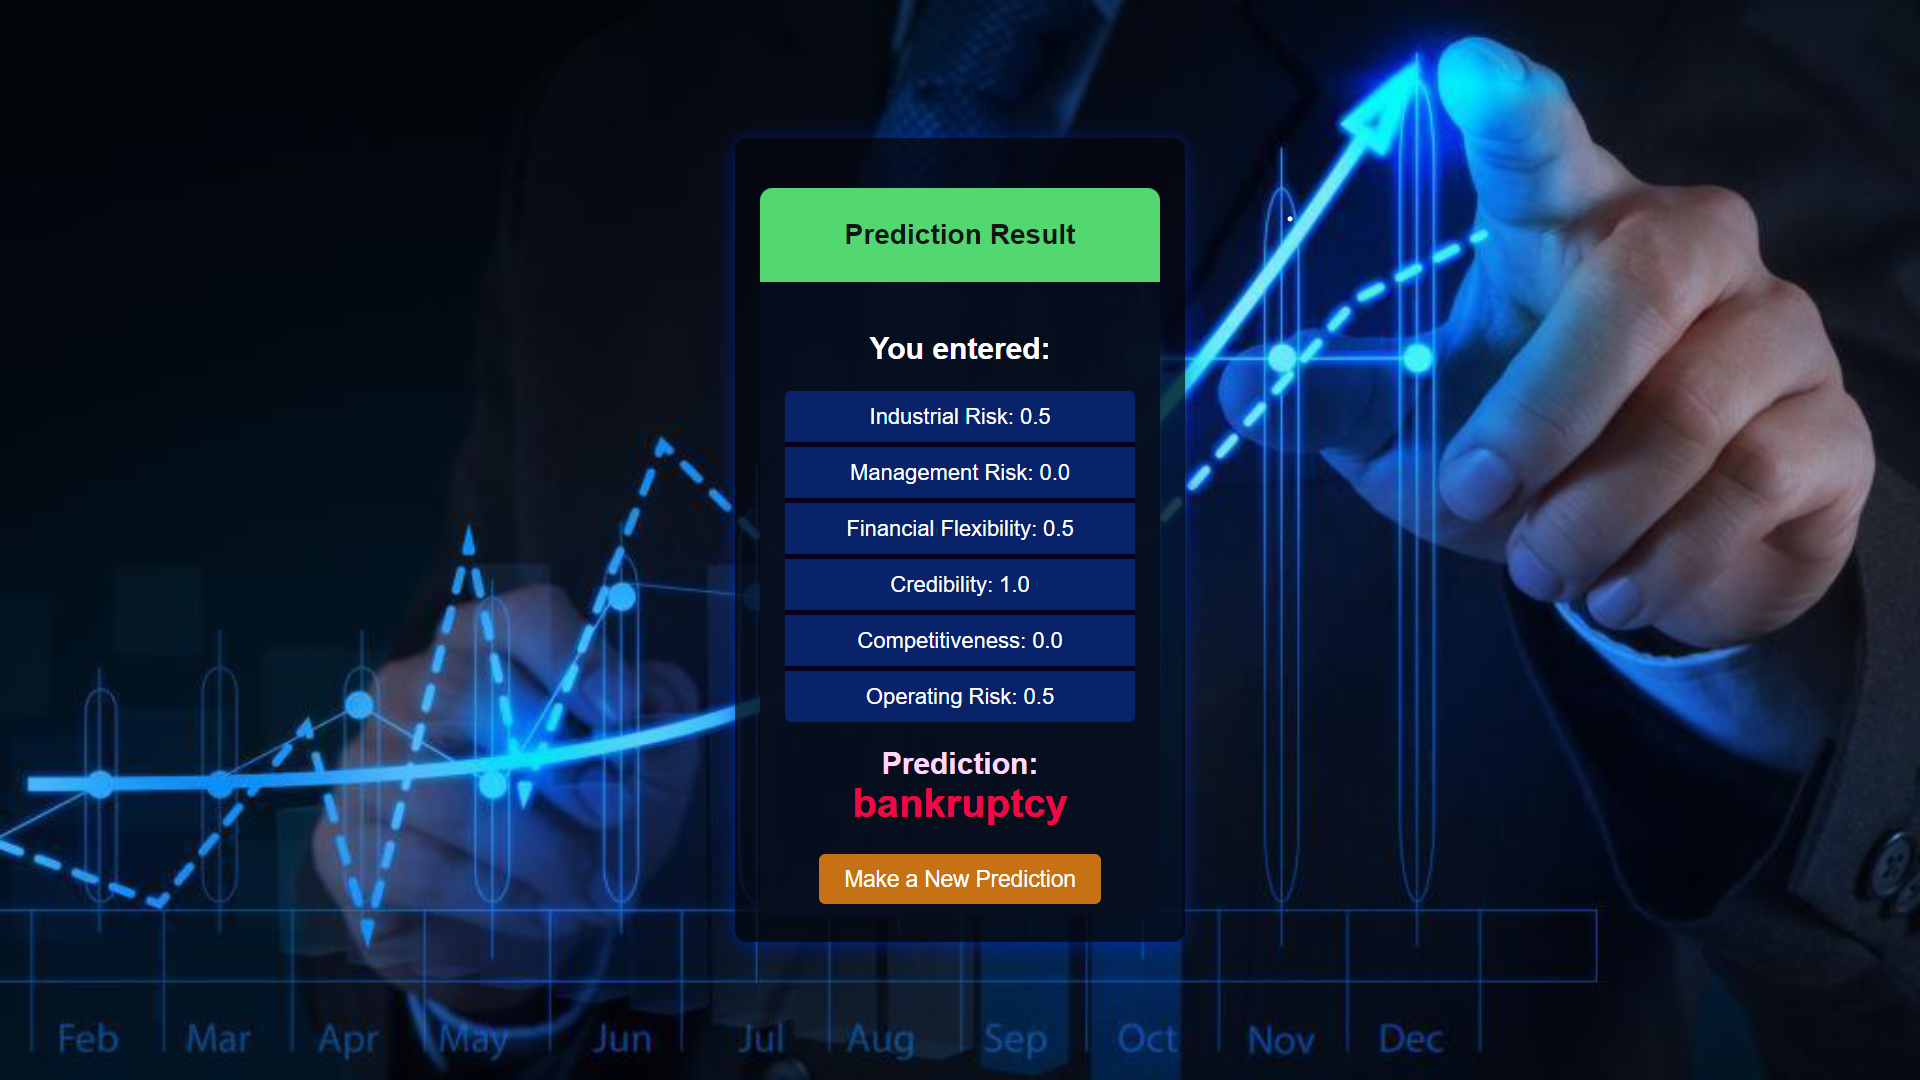 Prediction Result
You entered:
Industrial Risk: 0.5
Management Risk: 0.0
Financial Flexibility: 0.5
Credibility: 1.0
Competitiveness: 0.0
Operating Risk: 0.5
Prediction:
bankruptcy
Make a New Prediction
Feb Mar Apr May Jun Jul Aug Sep Oct Nov Dec